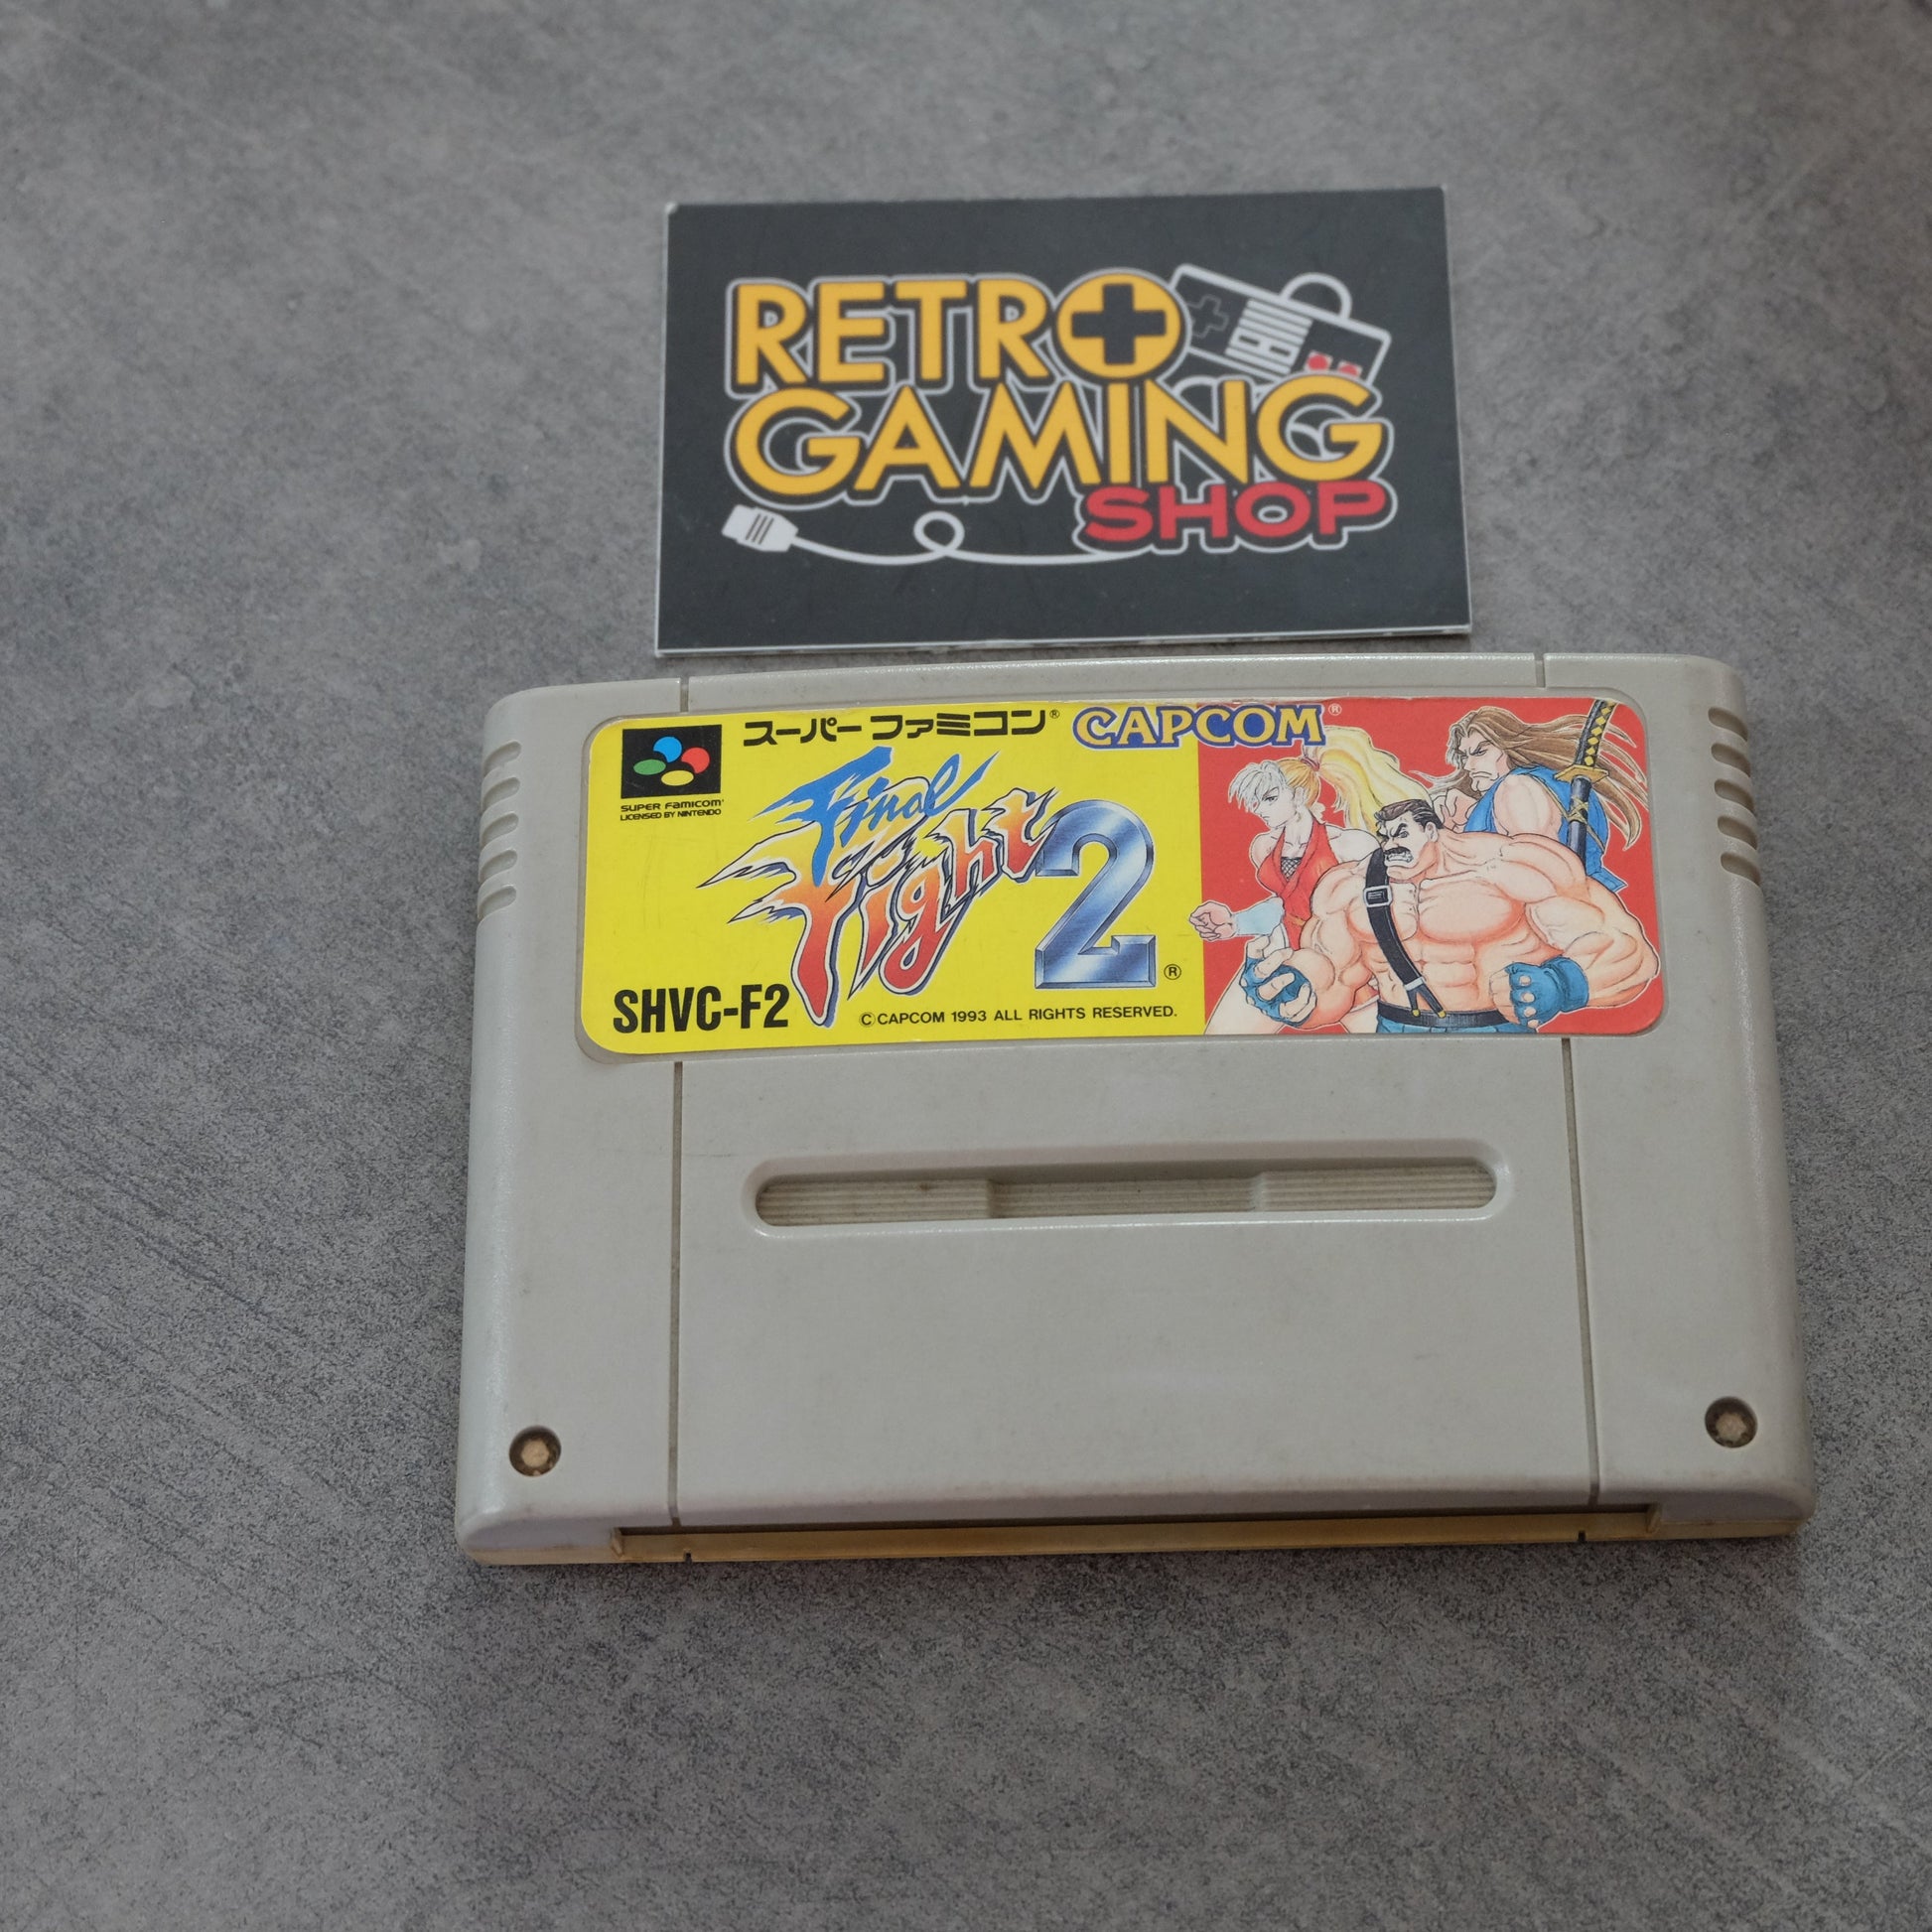 RETRO
GAMING
SHOP
スーパーファミコン® CAPCOM®
SUPER FAMICOM®
LICENSED BY NINTENDO
Final
Fight 2®
SHVC-F2
©CAPCOM 1993 ALL RIGHTS RESERVED.